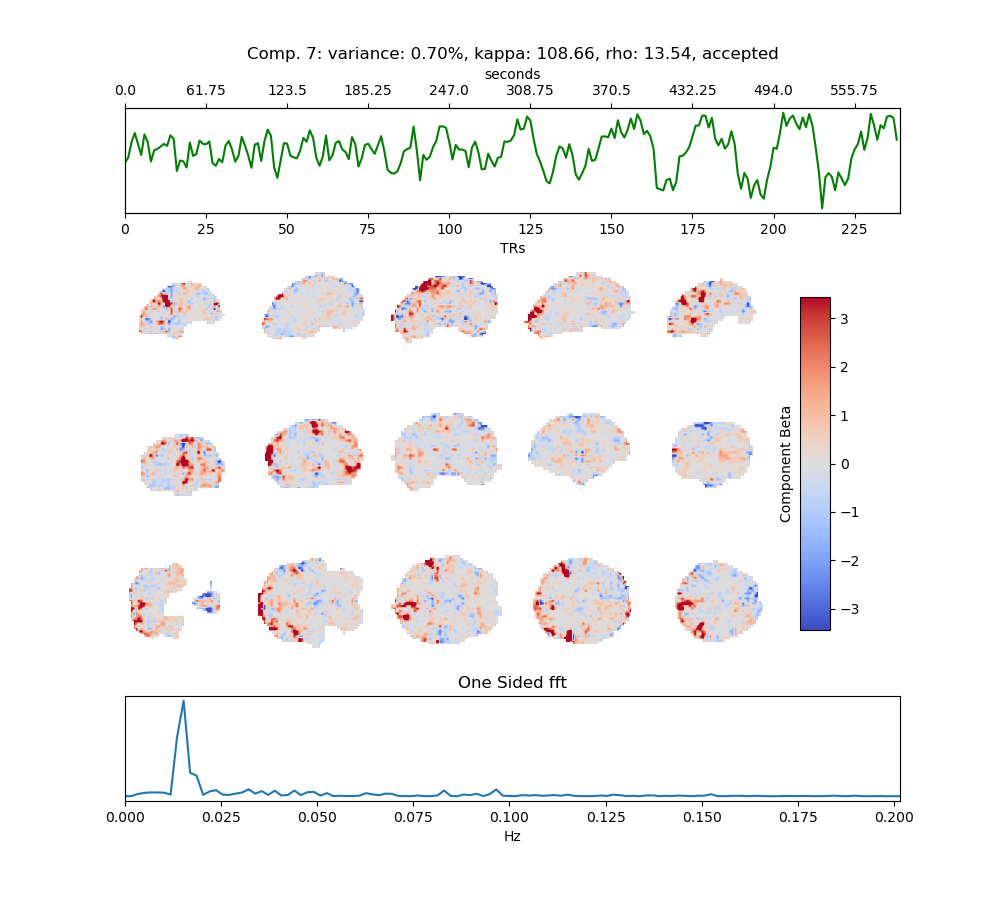 Comp. 7: variance: 0.70%, kappa: 108.66, rho: 13.54, accepted
seconds
0.0 61.75 123.5 185.25 247.0 308.75 370.5 432.25 494.0 555.75
0 25 50 75 100 125 150 175 200 225
TRs
3
2
1
0
−1
−2
−3
Component Beta
One Sided fft
0.000 0.025 0.050 0.075 0.100 0.125 0.150 0.175 0.200
Hz